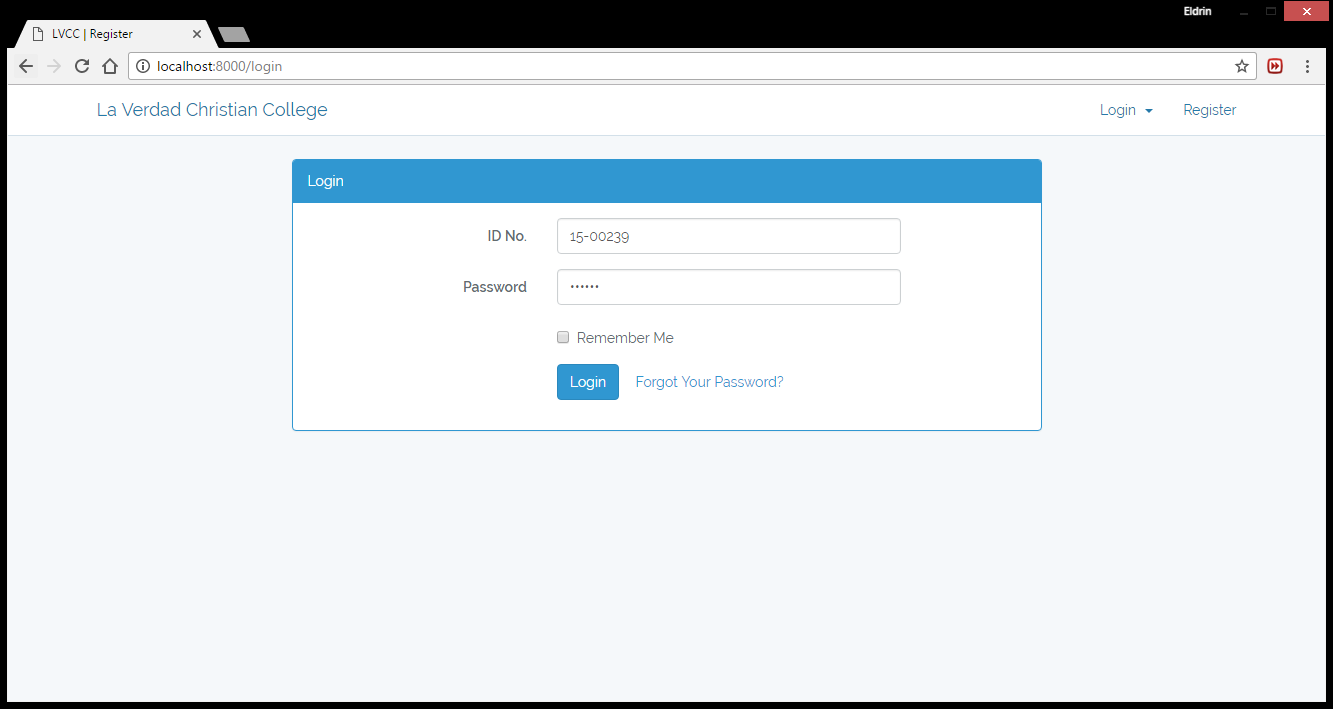 Eldrin
LVCC | Register
localhost:8000/login
La Verdad Christian College
Login
Register
Login
ID No.
15-00239
Password
••••••
Remember Me
Login
Forgot Your Password?